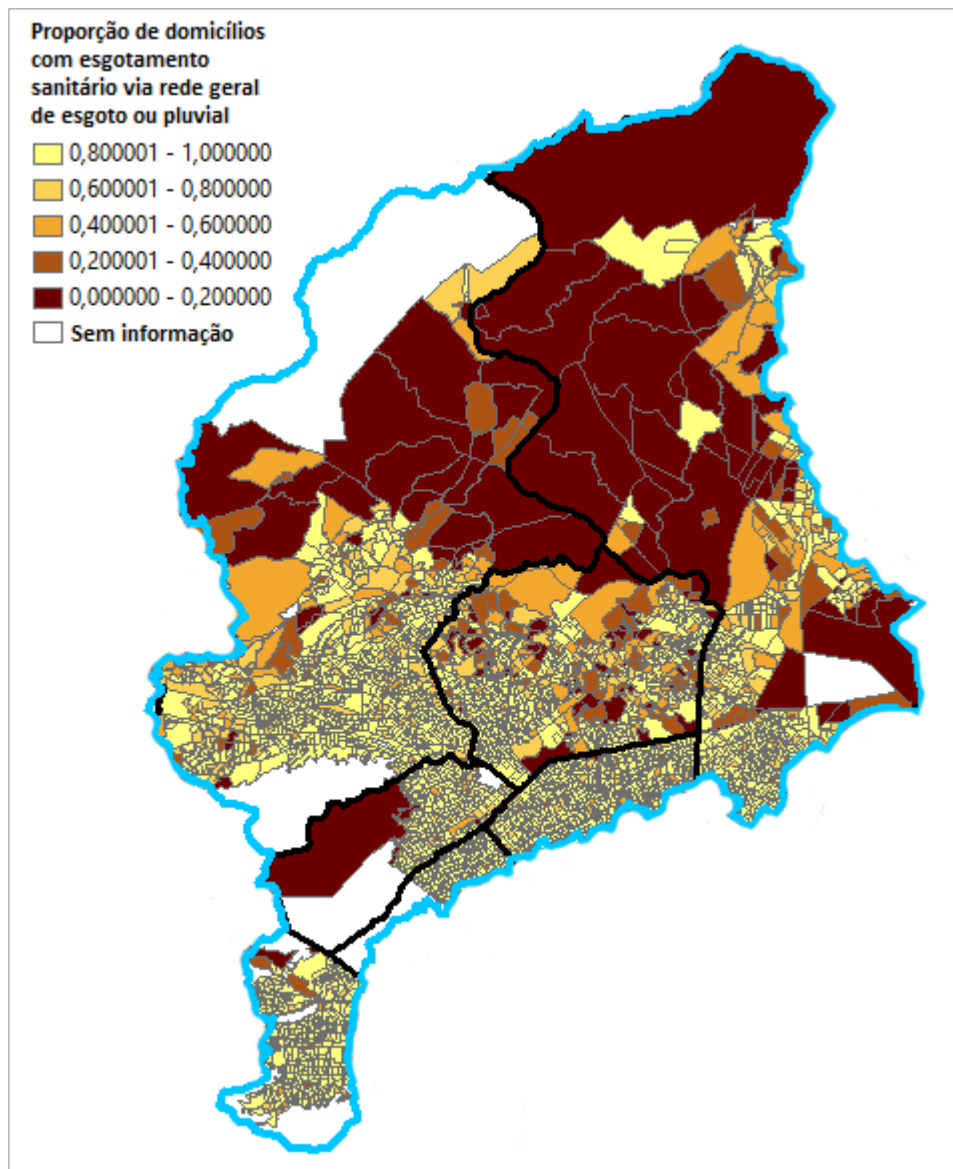 Proporção de domicílios
com esgotamento
sanitário via rede geral
de esgoto ou pluvial
0,800001 - 1,000000
0,600001 - 0,800000
0,400001 - 0,600000
0,200001 - 0,400000
0,000000 - 0,200000
Sem informação